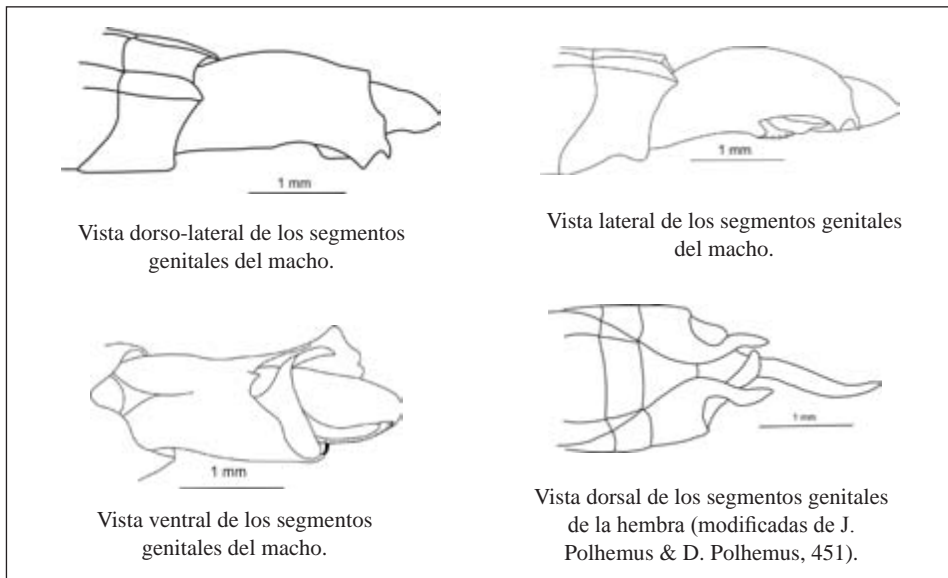 1 mm
Vista dorso-lateral de los segmentos
genitales del macho.
1 mm
Vista lateral de los segmentos genitales
del macho.
1 mm
Vista ventral de los segmentos
genitales del macho.
1 mm
Vista dorsal de los segmentos genitales
de la hembra (modificadas de J.
Polhemus & D. Polhemus, 451).